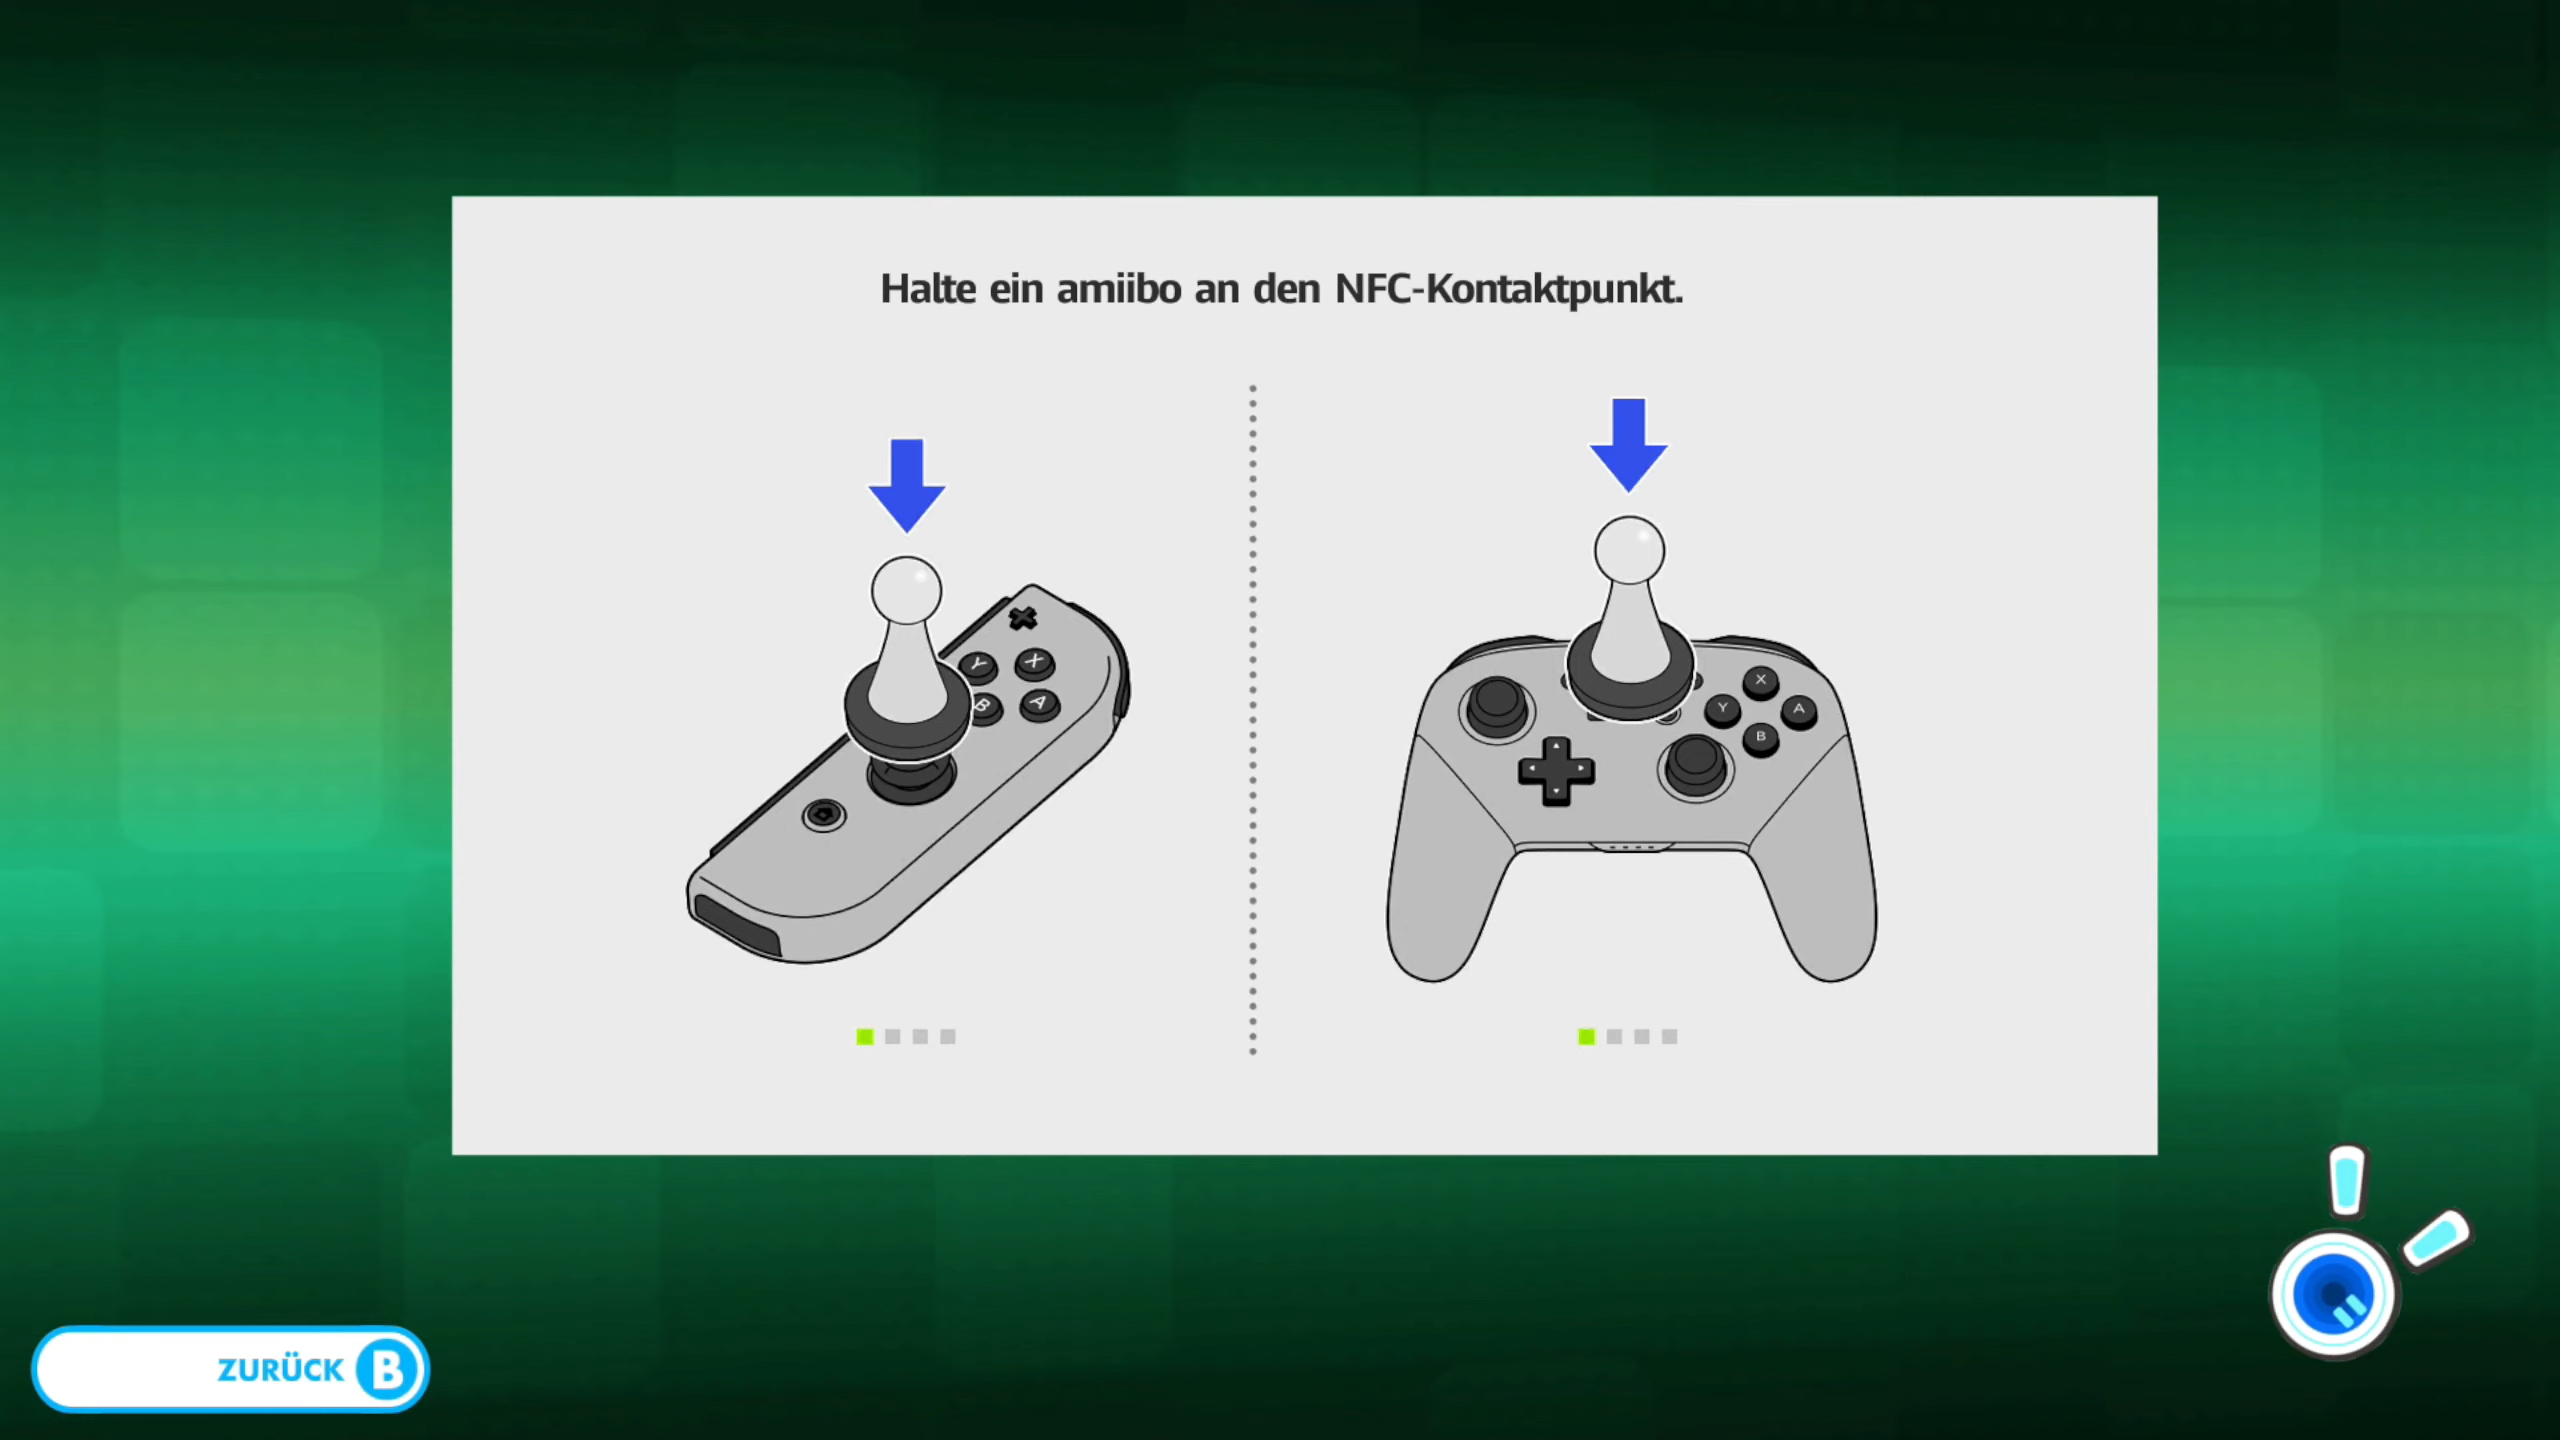 Halte ein amiibo an den NFC-Kontaktpunkt.
Y X
B A
X
Y A
B
ZURÜCK B